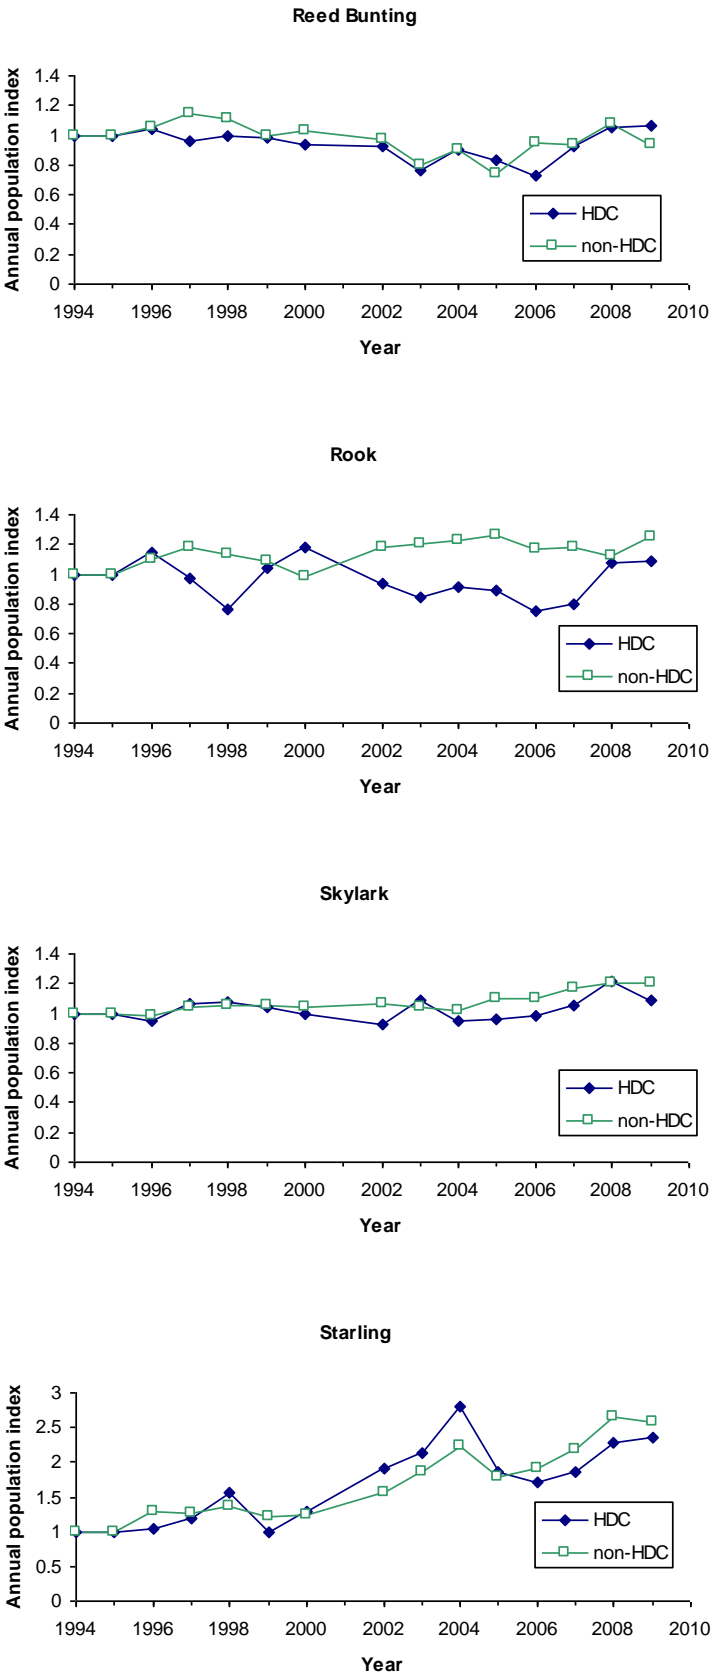 Reed Bunting
Annual population index
1.4
1.2
1
0.8
0.6
0.4
0.2
0
HDC
non-HDC
1994 1996 1998 2000 2002 2004 2006 2008 2010
Year
Rook
Annual population index
1.4
1.2
1
0.8
0.6
0.4
0.2
0
HDC
non-HDC
1994 1996 1998 2000 2002 2004 2006 2008 2010
Year
Skylark
Annual population index
1.4
1.2
1
0.8
0.6
0.4
0.2
0
HDC
non-HDC
1994 1996 1998 2000 2002 2004 2006 2008 2010
Year
Starling
Annual population index
3
2.5
2
1.5
1
0.5
0
HDC
non-HDC
1994 1996 1998 2000 2002 2004 2006 2008 2010
Year